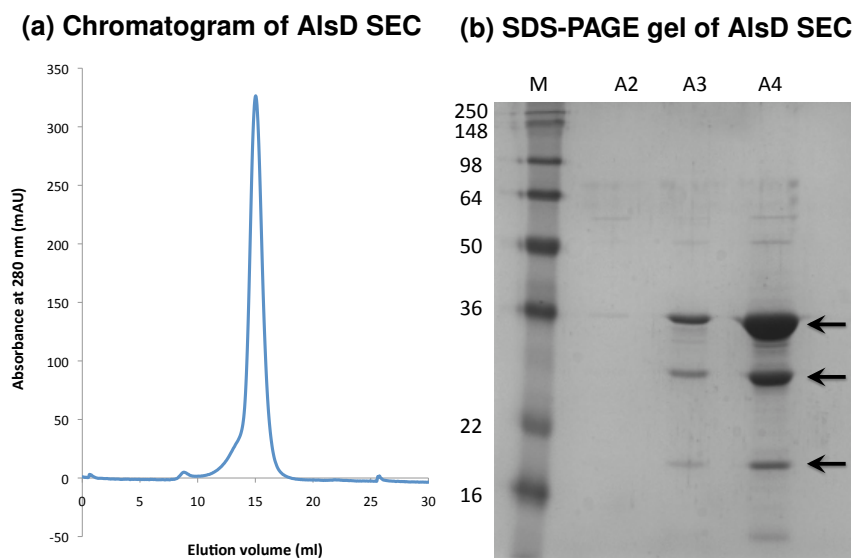 (a) Chromatogram of AlsD SEC
350
300
250
200
150
100
50
0
-50
0 5 10 15 20 25 30
Absorbance at 280 nm (mAU)
Elution volume (ml)
(b) SDS-PAGE gel of AlsD SEC
M A2 A3 A4
250
148
98
64
50
36
22
16